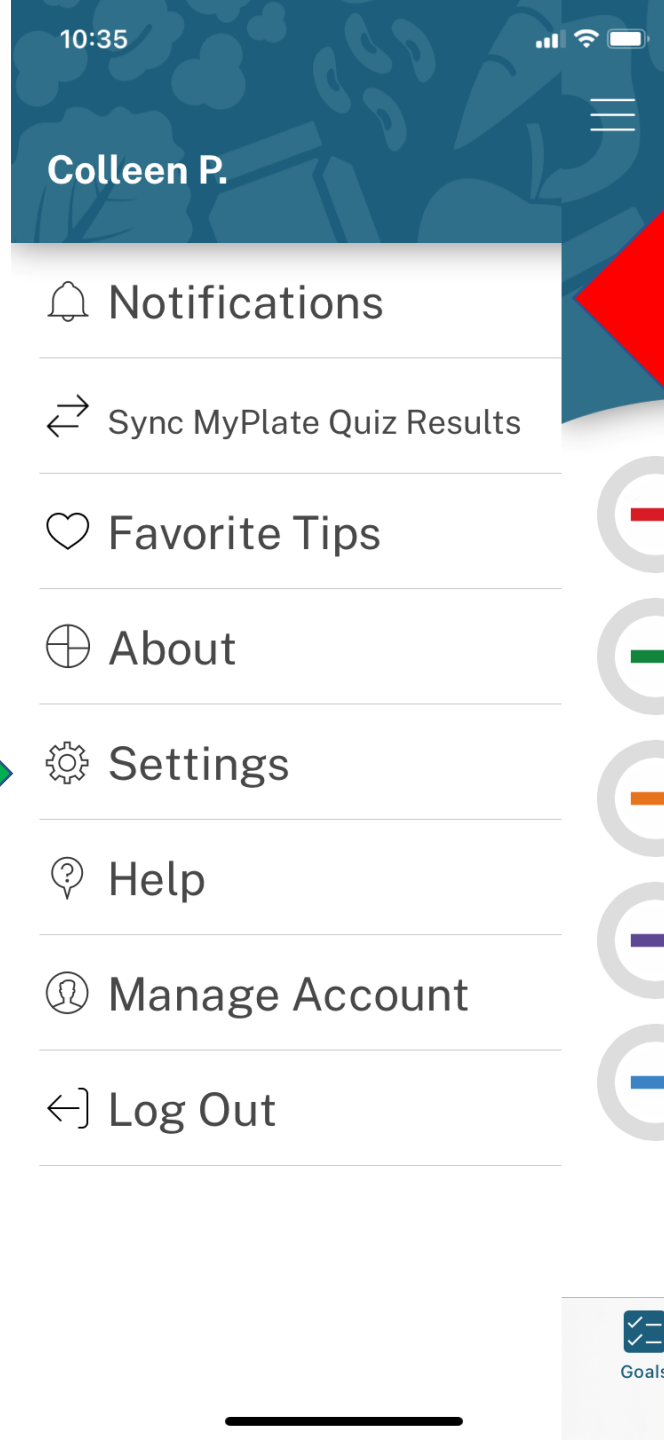 10:35
Colleen P.
Notifications
Sync MyPlate Quiz Results
Favorite Tips
About
Settings
Help
Manage Account
Log Out
Goals